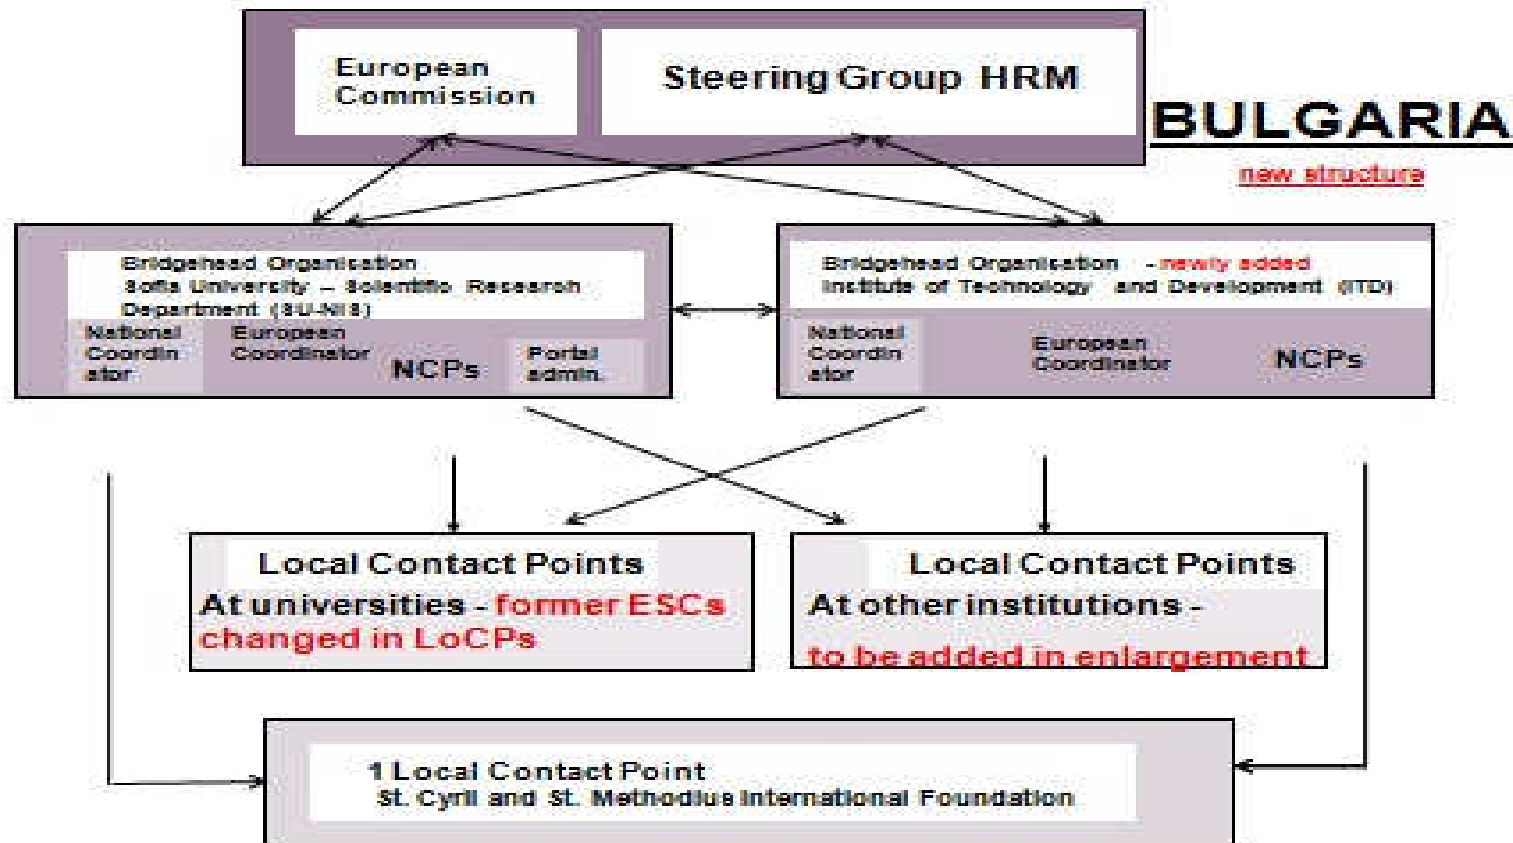 European
Commission
Steering Group HRM
BULGARIA
new structure
Bridgehead Organisation
Sofia University – Scientific Research
Department (SU-NIS)
National
Coordin
ator
European
Coordinator
NCPs
Portal
admin.
Bridgehead Organisation - newly added
Institute of Technology and Development (ITD)
National
Coordin
ator
European
Coordinator
NCPs
Local Contact Points
At universities - former ESCs
changed in LoCPs
Local Contact Points
At other institutions -
to be added in enlargement
1 Local Contact Point
St. Cyril and St. Methodius International Foundation